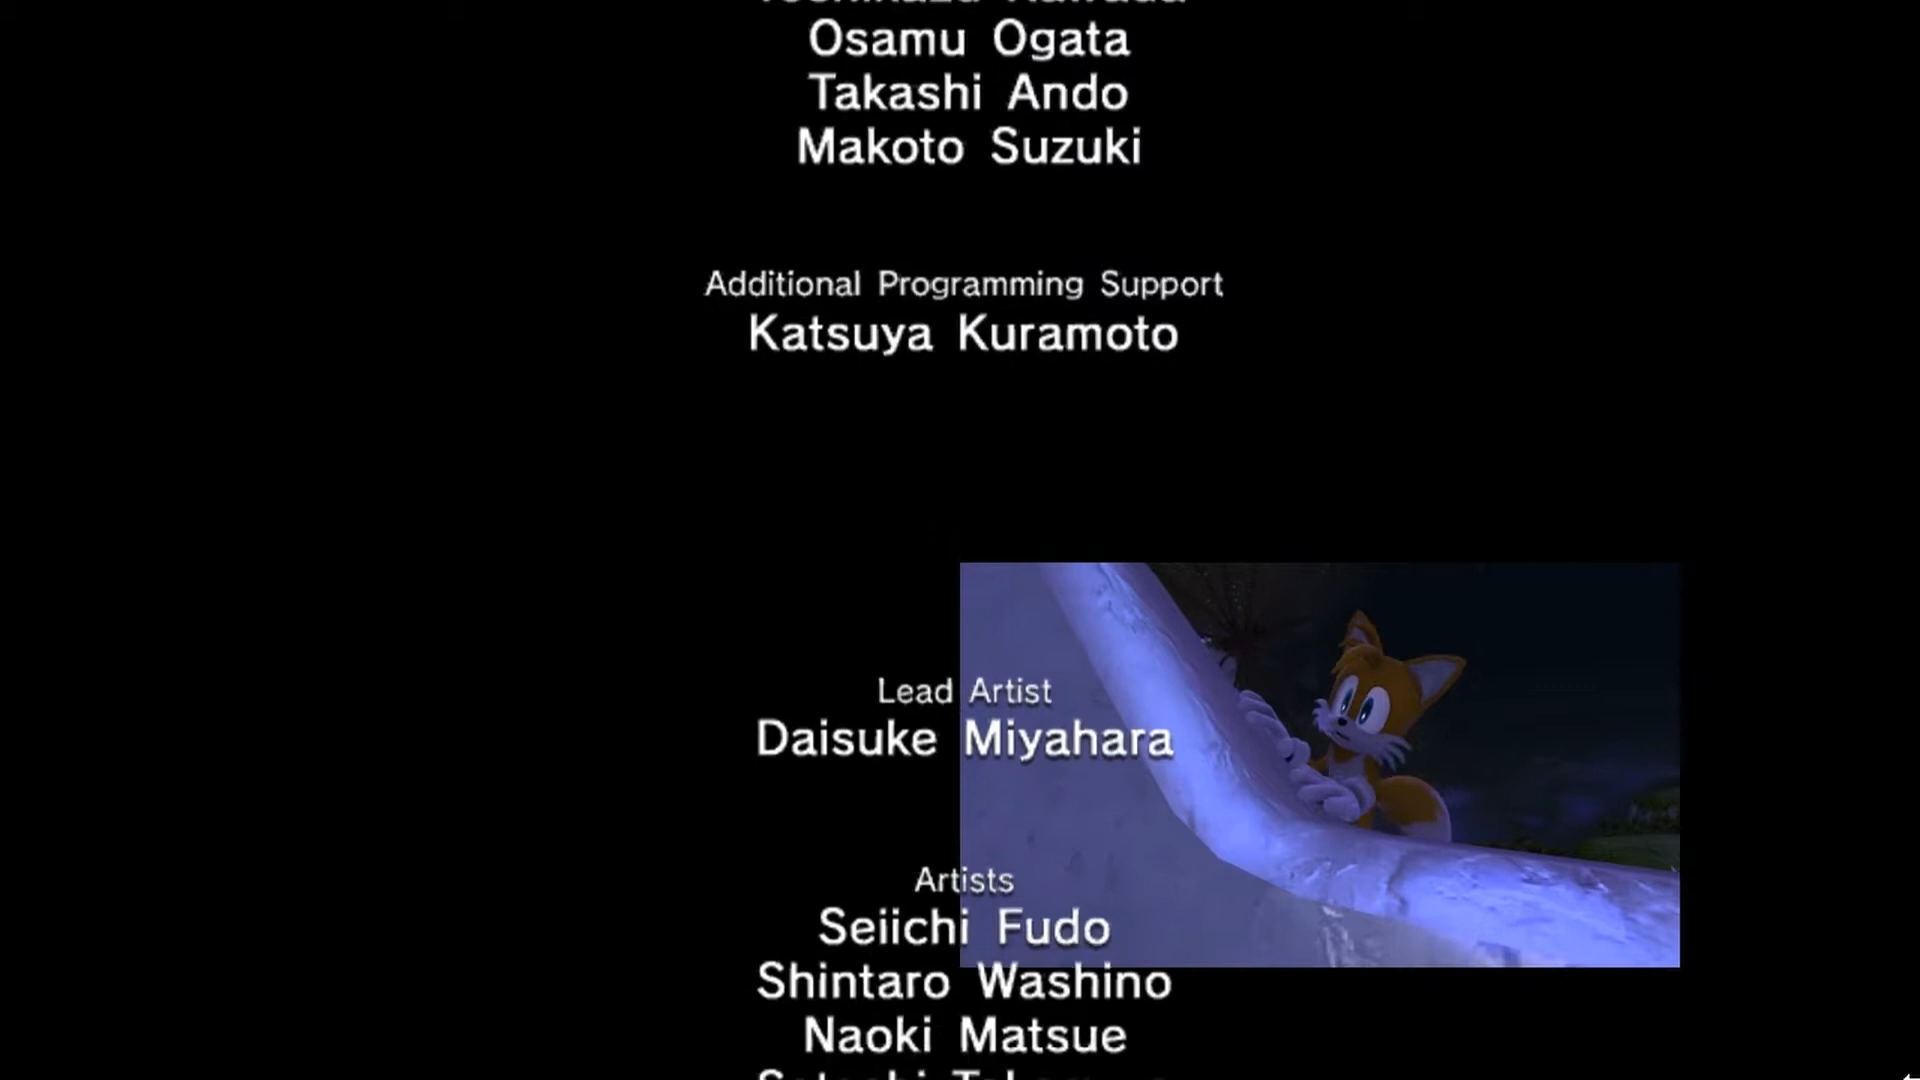 Osamu Ogata
Takashi Ando
Makoto Suzuki
Additional Programming Support
Katsuya Kuramoto
Lead Artist
Daisuke Miyahara
Artists
Seiichi Fudo
Shintaro Washino
Naoki Matsue